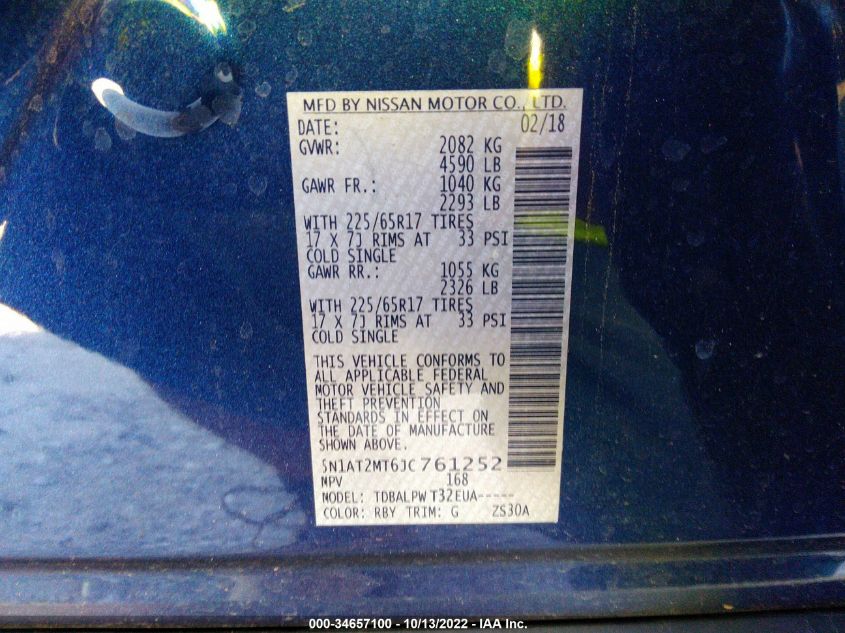 MFD BY NISSAN MOTOR CO., LTD.
DATE: 02/18
GVWR: 2082 KG
4590 LB
GAWR FR.: 1040 KG
2293 LB
WITH 225/65R17 TIRES
17 X 7J RIMS AT 33 PSI
COLD SINGLE
GAWR RR.: 1055 KG
2326 LB
WITH 225/65R17 TIRES
17 X 7J RIMS AT 33 PSI
COLD SINGLE
THIS VEHICLE CONFORMS TO
ALL APPLICABLE FEDERAL
MOTOR VEHICLE SAFETY AND
THEFT PREVENTION
STANDARDS IN EFFECT ON
THE DATE OF MANUFACTURE
SHOWN ABOVE.
5N1AT2MT6JC761252
MPV 168
MODEL: TDBALPW T32EUA-----
COLOR: RBY TRIM: G ZS30A
000-34657100 - 10/13/2022 - IAA Inc.